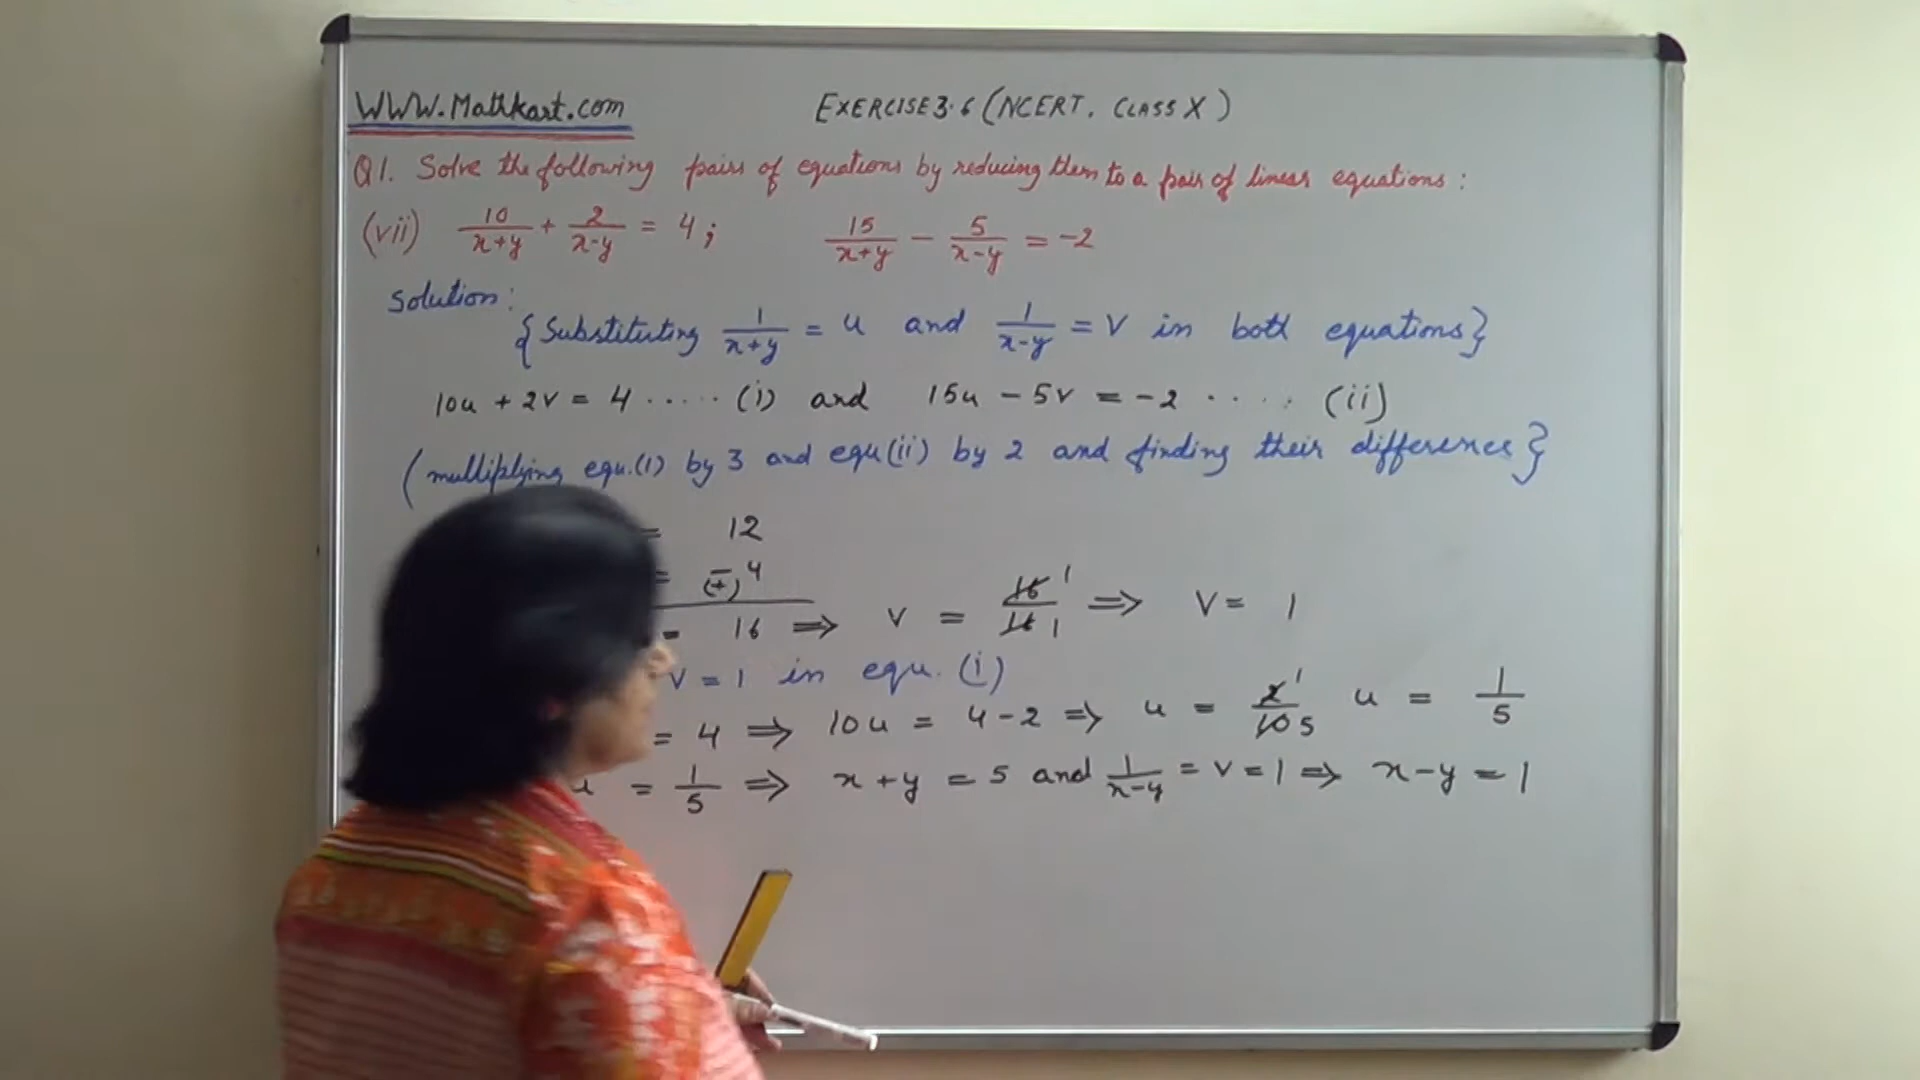 WWW.Mathkart.com EXERCISE 3.6 (NCERT. CLASS X)
Q1. Solve the following pairs of equations by reducing them to a pair of linear equations:
(vii) 10/(x+y) + 2/(x-y) = 4; 15/(x+y) - 5/(x-y) = -2
Solution:
{Substituting 1/(x+y) = u and 1/(x-y) = v in both equations}
10u + 2v = 4 ..... (i) and 15u - 5v = -2 ..... (ii)
(multiplying equ.(i) by 3 and equ(ii) by 2 and finding their difference}
= 12
= (+)- 4
= 16 ⇒ v = 16/16 1/1 ⇒ v = 1
v = 1 in equ. (i)
= 4 ⇒ 10u = 4-2 ⇒ u = 2/10 1/5 u = 1/5
u = 1/5 ⇒ x+y = 5 and 1/(x-y) = v = 1 ⇒ x-y = 1